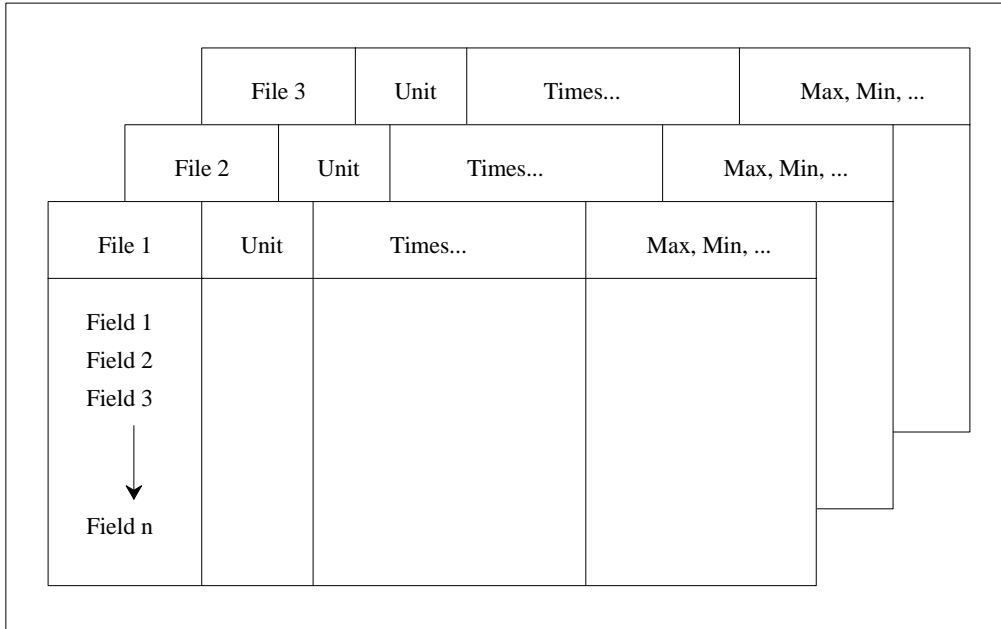 File 3 Unit Times... Max, Min, ...
File 2 Unit Times... Max, Min, ...
File 1 Unit Times... Max, Min, ...
Field 1
Field 2
Field 3
Field n